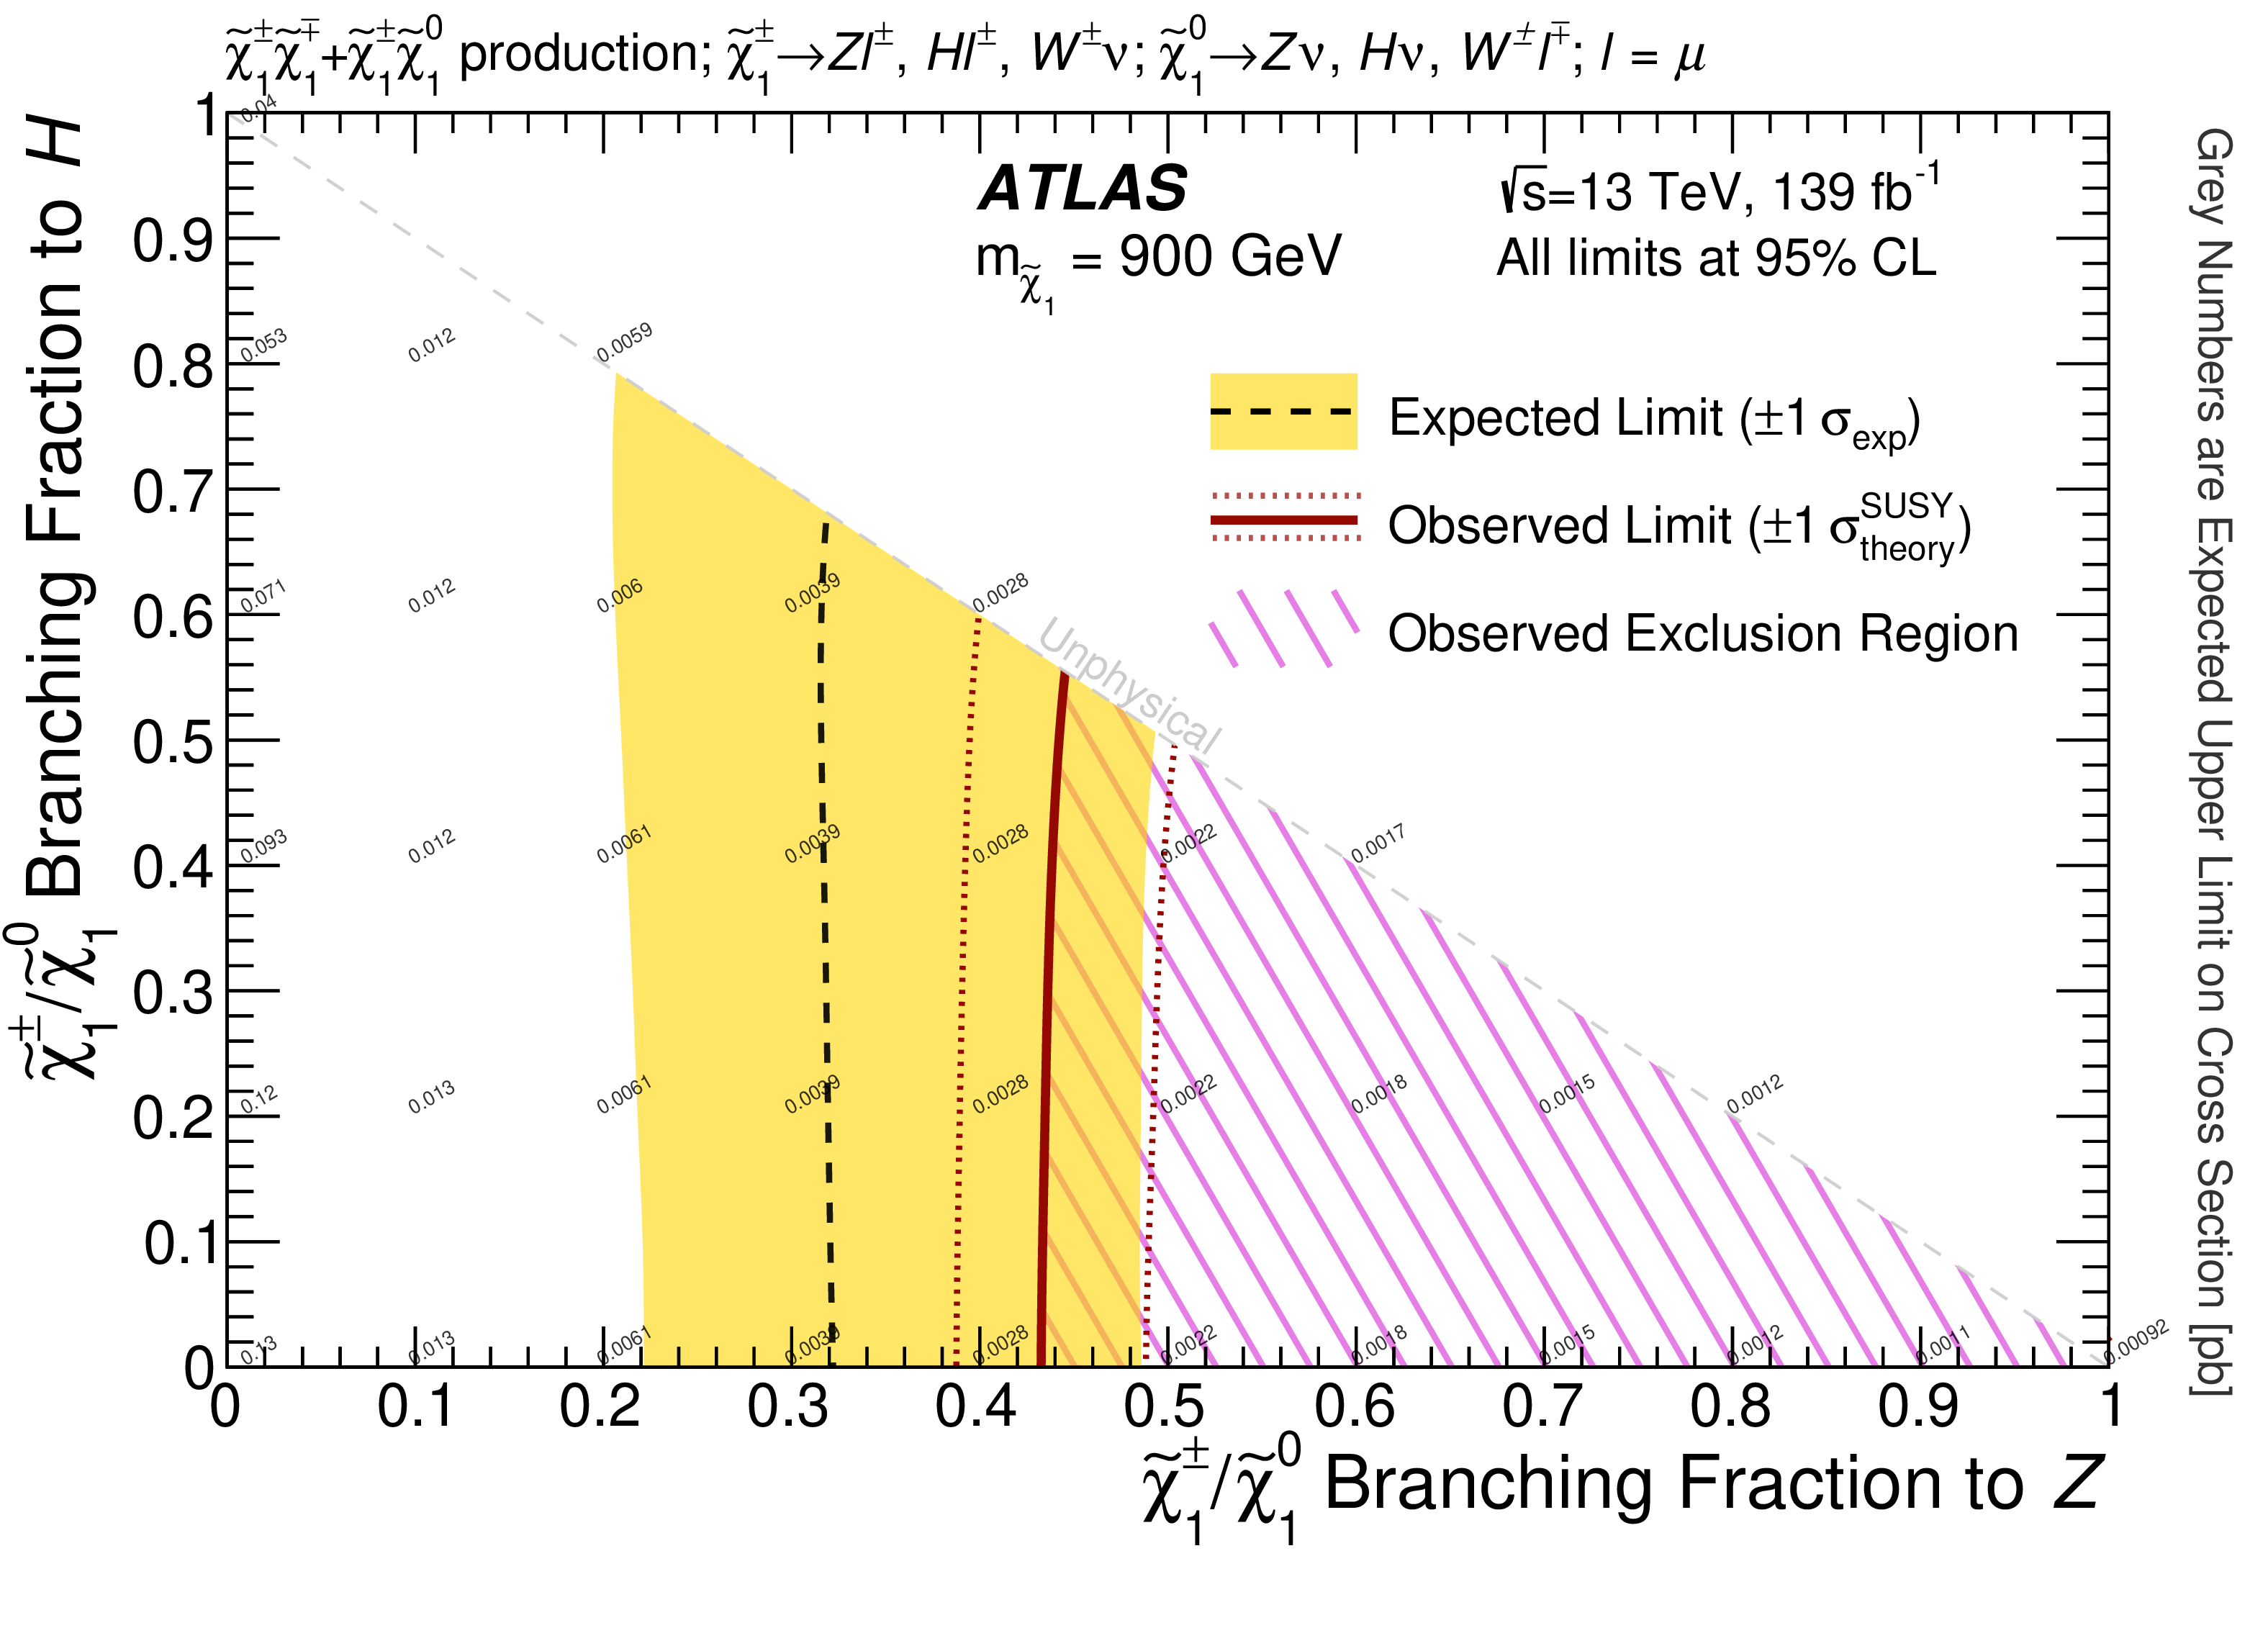 χ̃₁±χ̃₁∓+χ̃₁±χ̃₁⁰ production; χ̃₁±→Zl±, Hl±, W±ν; χ̃₁⁰→Zν, Hν, W±l∓; l = μ
ATLAS
m_χ̃₁ = 900 GeV
√s=13 TeV, 139 fb⁻¹
All limits at 95% CL
Expected Limit (±1 σ_exp)
Observed Limit (±1 σ_theory^SUSY)
Observed Exclusion Region
Unphysical
χ̃₁±/χ̃₁⁰ Branching Fraction to H
1
0.9
0.8
0.7
0.6
0.5
0.4
0.3
0.2
0.1
0
0.04
0.053 0.012 0.0059
0.071 0.012 0.006 0.0039 0.0028
0.093 0.012 0.0061 0.0039 0.0028 0.0022 0.0017
0.12 0.013 0.0061 0.0039 0.0028 0.0022 0.0018 0.0015 0.0012
0.13 0.013 0.0061 0.0039 0.0028 0.0022 0.0018 0.0015 0.0012 0.0011 0.00092
0 0.1 0.2 0.3 0.4 0.5 0.6 0.7 0.8 0.9 1
χ̃₁±/χ̃₁⁰ Branching Fraction to Z
Grey Numbers are Expected Upper Limit on Cross Section [pb]